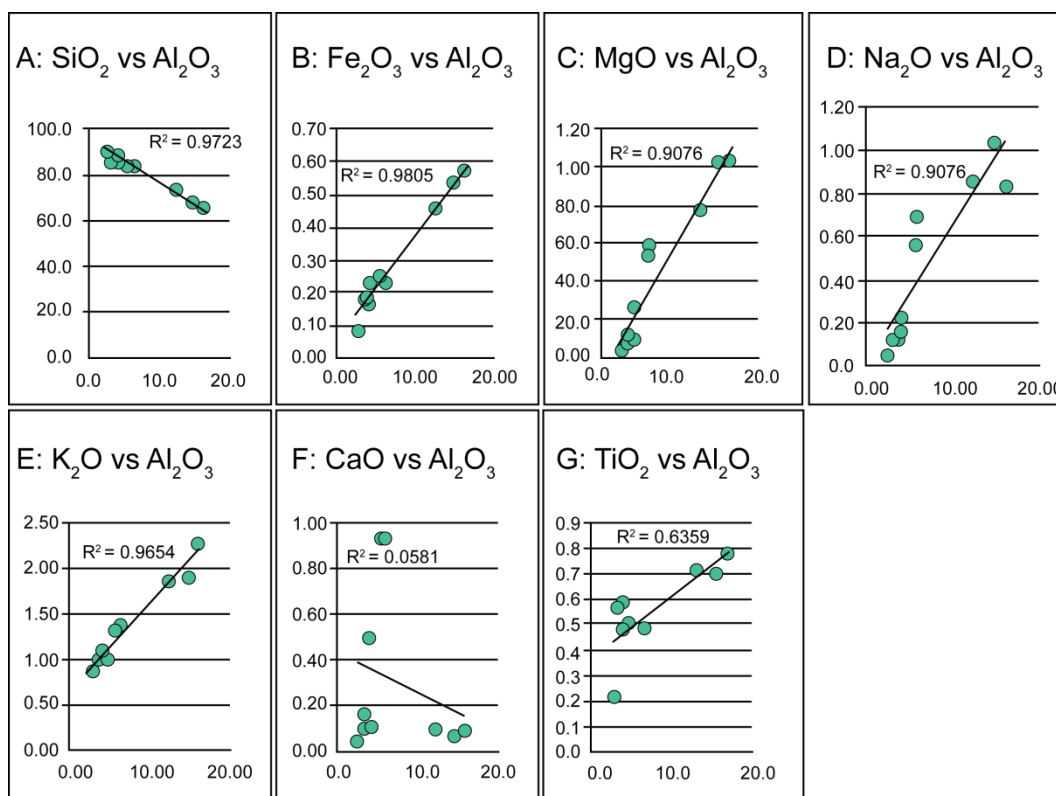 A: SiO₂ vs Al₂O₃
100.0
80.0
60.0
40.0
20.0
0.0
R² = 0.9723
0.0 10.0 20.0
B: Fe₂O₃ vs Al₂O₃
0.70
0.60
0.50
0.40
0.30
0.20
0.10
0.00
R² = 0.9805
0.0 10.0 20.0
C: MgO vs Al₂O₃
1.20
1.00
80.0
60.0
40.0
20.0
0.00
R² = 0.9076
0.0 10.00 20.0
D: Na₂O vs Al₂O₃
1.20
1.00
0.80
0.60
0.40
0.20
0.0
R² = 0.9076
0.00 10.00 20.00
E: K₂O vs Al₂O₃
2.50
2.00
1.50
1.00
0.50
0.00
R² = 0.9654
0.00 10.00 20.00
F: CaO vs Al₂O₃
1.00
0.80
0.60
0.40
0.20
0.00
R² = 0.0581
0.00 10.00 20.0
G: TiO₂ vs Al₂O₃
0.9
0.8
0.7
0.6
0.5
0.4
0.3
0.2
0.1
0.0
R² = 0.6359
0.0 10.00 20.0